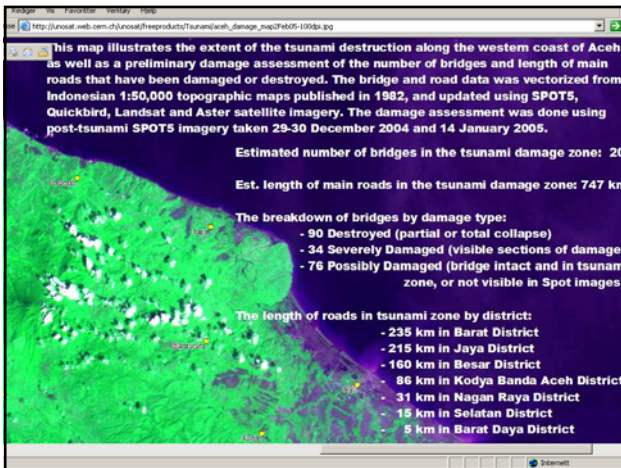 Rediger Vis Favoritter Verktøy Hjelp
http://unosat.web.cern.ch/unosat/freeproducts/Tsunami/aceh_damage_map2Feb05-100dpi.jpg
This map illustrates the extent of the tsunami destruction along the western coast of Aceh
as well as a preliminary damage assessment of the number of bridges and length of main
roads that have been damaged or destroyed. The bridge and road data was vectorized from
Indonesian 1:50,000 topographic maps published in 1982, and updated using SPOT5,
Quickbird, Landsat and Aster satellite imagery. The damage assessment was done using
post-tsunami SPOT5 imagery taken 29-30 December 2004 and 14 January 2005.
Estimated number of bridges in the tsunami damage zone: 20
Est. length of main roads in the tsunami damage zone: 747 km
The breakdown of bridges by damage type:
- 90 Destroyed (partial or total collapse)
- 34 Severely Damaged (visible sections of damage
- 76 Possibly Damaged (bridge intact and in tsunam
zone, or not visible in Spot images
The length of roads in tsunami zone by district:
- 235 km in Barat District
- 215 km in Jaya District
- 160 km in Besar District
- 86 km in Kodya Banda Aceh District
- 31 km in Nagan Raya District
- 15 km in Selatan District
- 5 km in Barat Daya District
Internett